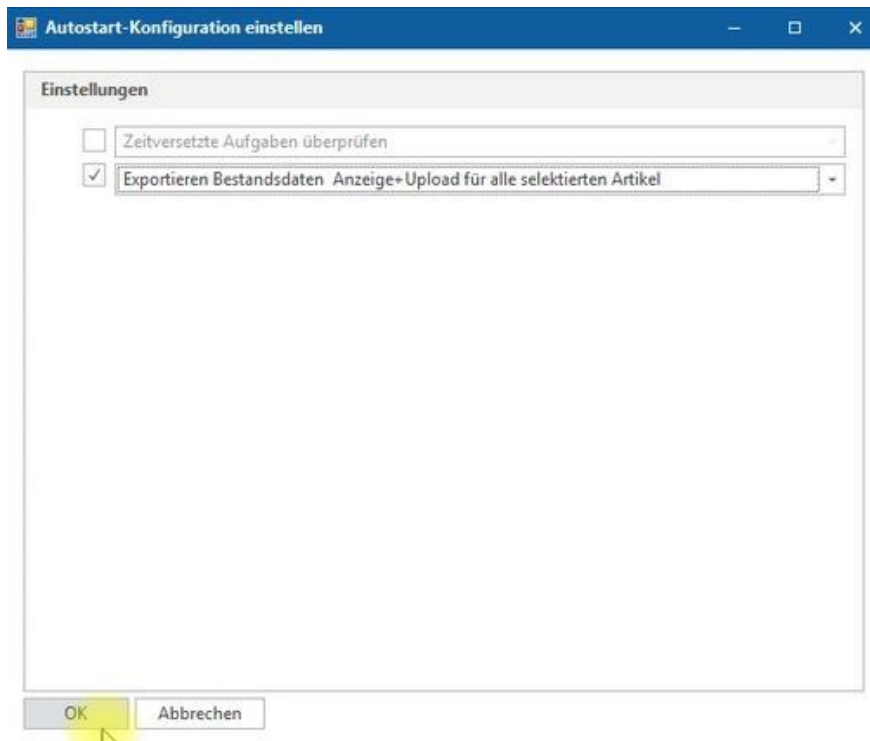 Autostart-Konfiguration einstellen
Einstellungen
Zeitversetzte Aufgaben überprüfen
Exportieren Bestandsdaten Anzeige+Upload für alle selektierten Artikel
OK
Abbrechen